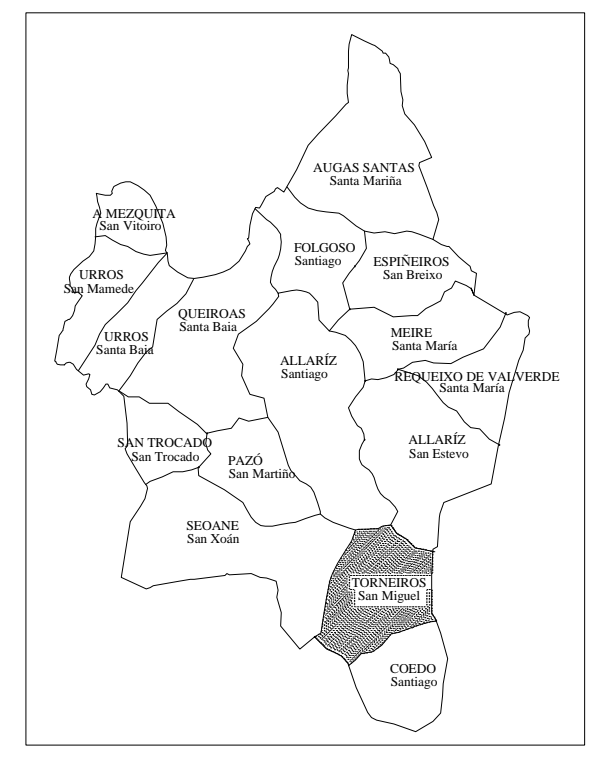 AUGAS SANTAS
Santa Mariña
A MEZQUITA
San Vitoiro
FOLGOSO
Santiago
ESPIÑEIROS
San Breixo
URROS
San Mamede
QUEIROAS
Santa Baia
URROS
Santa Baia
MEIRE
Santa María
ALLARÍZ
Santiago
REQUEIXO DE VALVERDE
Santa María
SAN TROCADO
San Trocado
ALLARÍZ
San Estevo
PAZÓ
San Martiño
SEOANE
San Xoán
TORNEIROS
San Miguel
COEDO
Santiago